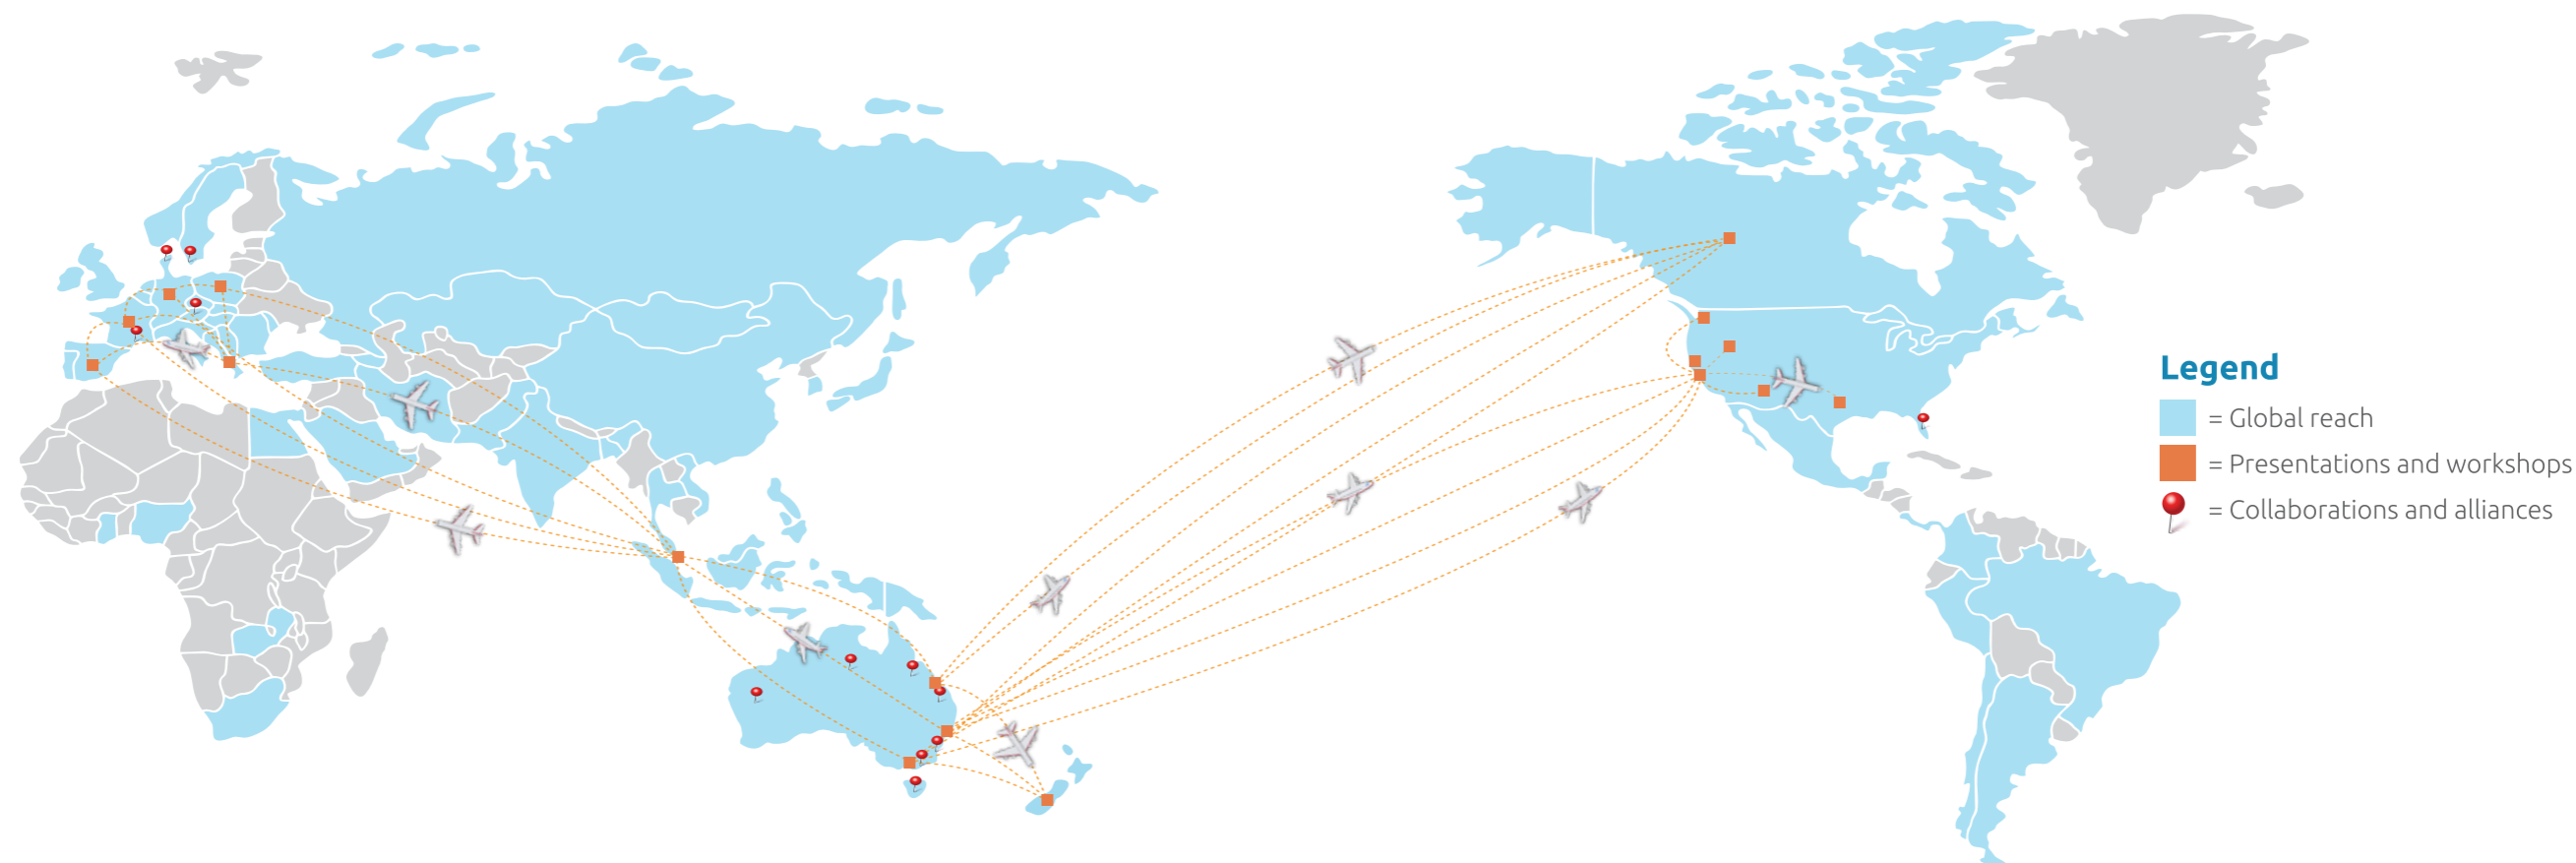 Legend
= Global reach
= Presentations and workshops
= Collaborations and alliances